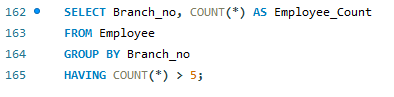 162 SELECT Branch_no, COUNT(*) AS Employee_Count
163 FROM Employee
164 GROUP BY Branch_no
165 HAVING COUNT(*) > 5;